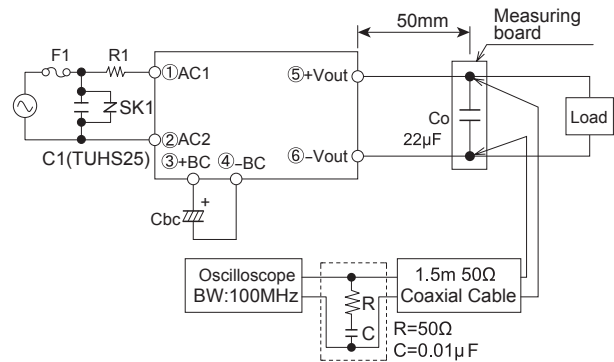 50mm
Measuring
board
F1
R1
①AC1
⑤+Vout
SK1
Co
22μF
Load
②AC2
③+BC
④–BC
⑥–Vout
C1(TUHS25)
Cbc
+
Oscilloscope
BW:100MHz
R
C
1.5m 50Ω
Coaxial Cable
R=50Ω
C=0.01μF